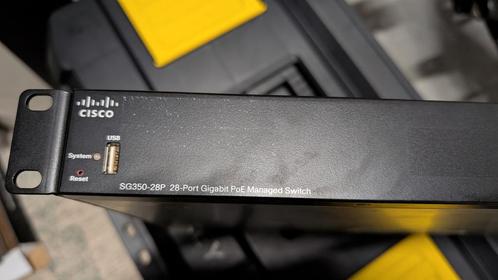 CISCO
USB
System
Reset
SG350-28P 28-Port Gigabit PoE Managed Switch